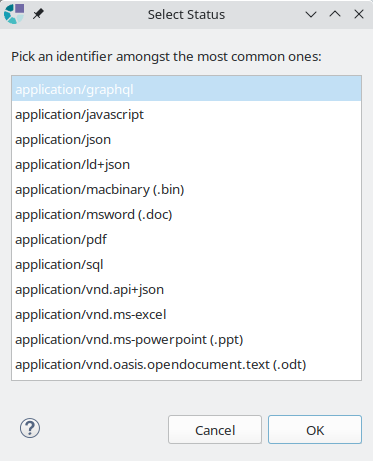 Select Status
Pick an identifier amongst the most common ones:
application/graphql
application/javascript
application/json
application/ld+json
application/macbinary (.bin)
application/msword (.doc)
application/pdf
application/sql
application/vnd.api+json
application/vnd.ms-excel
application/vnd.ms-powerpoint (.ppt)
application/vnd.oasis.opendocument.text (.odt)
? Cancel OK